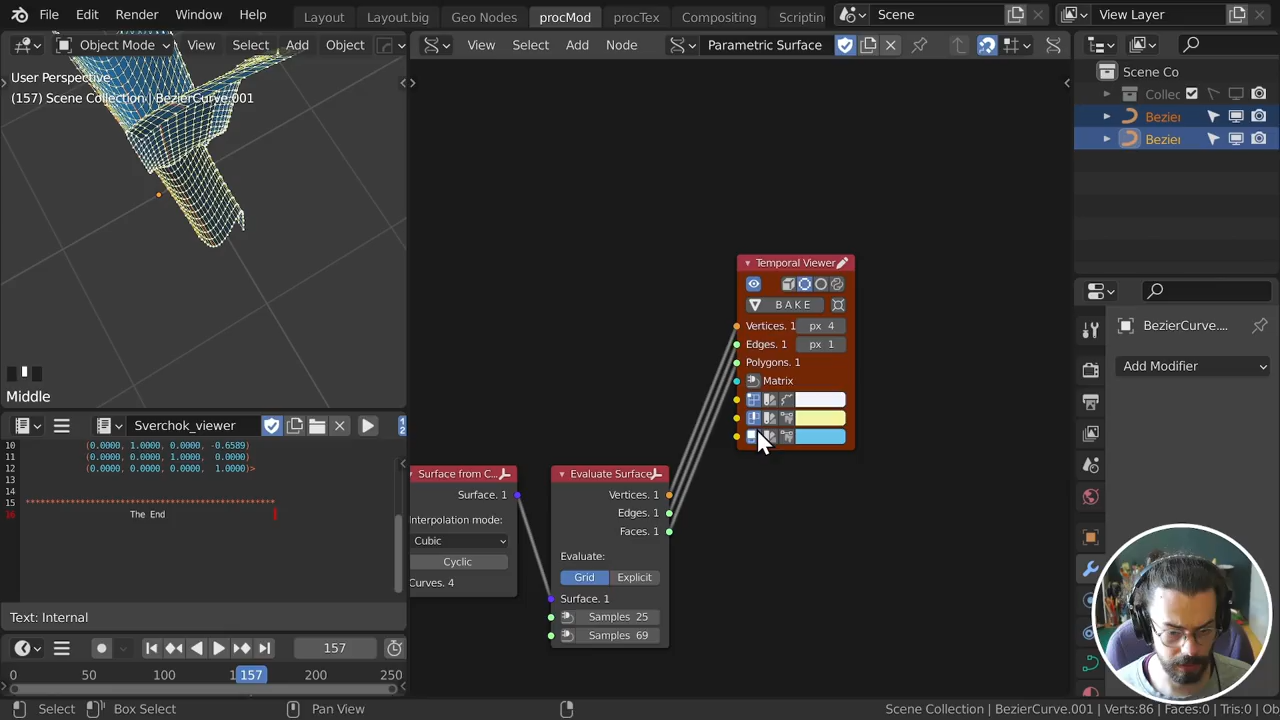 File Edit Render Window Help Layout Layout.big Geo Nodes procMod procTex Compositing Scripting Scene View Layer
Object Mode View Select Add Object View Select Add Node Parametric Surface
User Perspective
(157) Scene Collection | BezierCurve.001
Scene Co
Collec
Bezier
Bezier
Temporal Viewer
BAKE
Vertices. 1 px 4
Edges. 1 px 1
Polygons. 1
Matrix
BezierCurve....
Add Modifier
Middle
Sverchok_viewer
10 (0.0000, 1.0000, 0.0000, -0.6589)
11 (0.0000, 0.0000, 1.0000, 0.0000)
12 (0.0000, 0.0000, 0.0000, 1.0000)>
13
14
15 ******************************************************
16 The End
Surface from C...
Surface. 1
Interpolation mode:
Cubic
Cyclic
Curves. 4
Evaluate Surface
Vertices. 1
Edges. 1
Faces. 1
Evaluate:
Grid Explicit
Surface. 1
Samples 25
Samples 69
Text: Internal
157
0 50 100 157 200 250
Select Box Select Pan View Scene Collection | BezierCurve.001 | Verts:86 | Faces:0 | Tris:0 | Ob